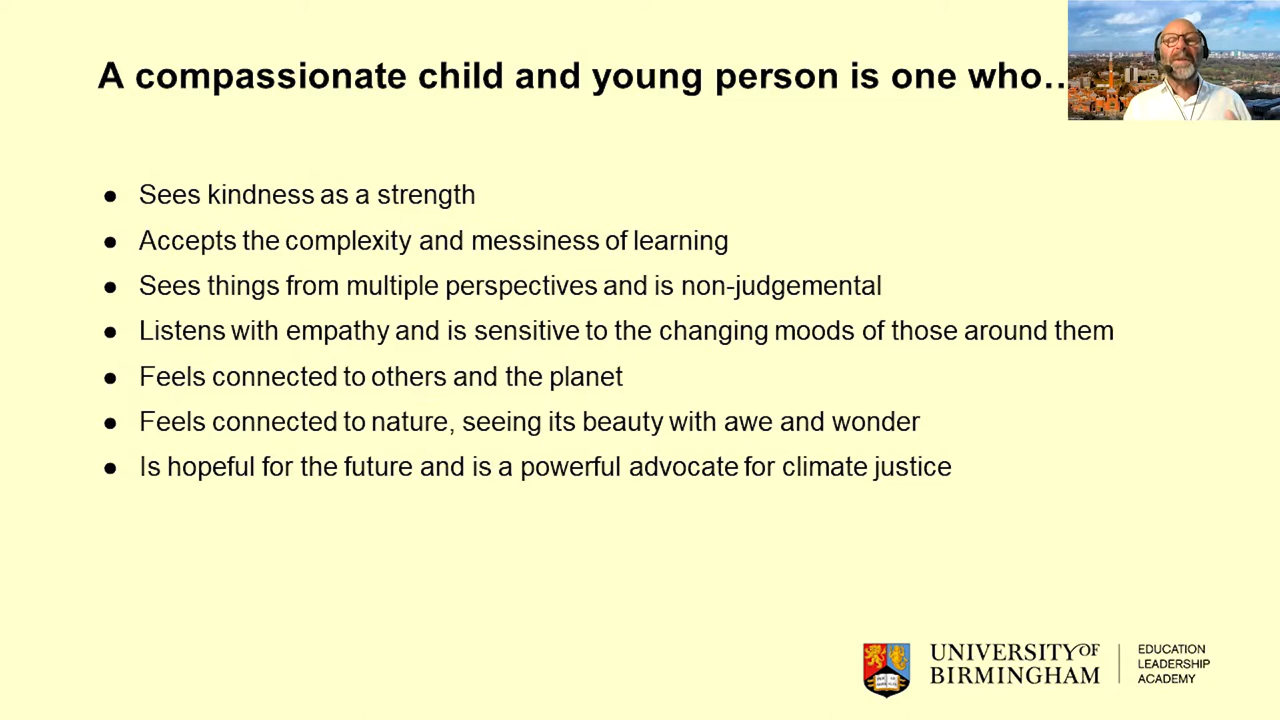 A compassionate child and young person is one who…
● Sees kindness as a strength
● Accepts the complexity and messiness of learning
● Sees things from multiple perspectives and is non-judgemental
● Listens with empathy and is sensitive to the changing moods of those around them
● Feels connected to others and the planet
● Feels connected to nature, seeing its beauty with awe and wonder
● Is hopeful for the future and is a powerful advocate for climate justice
UNIVERSITY OF
BIRMINGHAM
EDUCATION
LEADERSHIP
ACADEMY